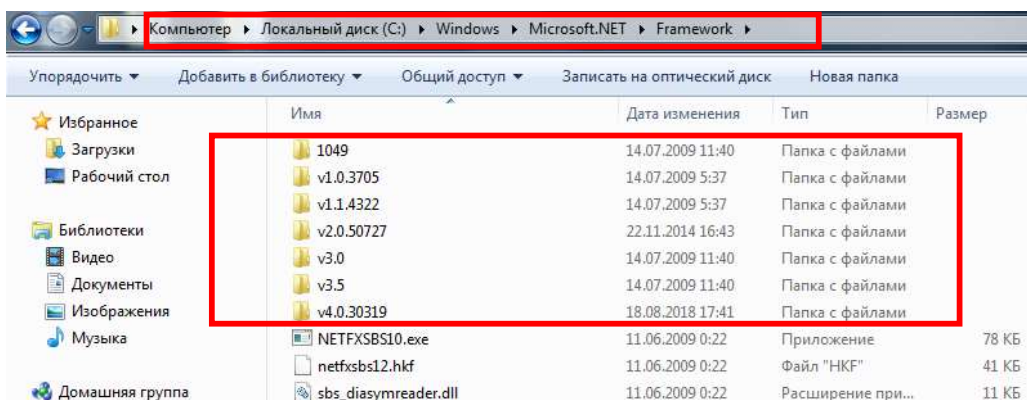 Компьютер ▸ Локальный диск (C:) ▸ Windows ▸ Microsoft.NET ▸ Framework ▸
Упорядочить ▾ Добавить в библиотеку ▾ Общий доступ ▾ Записать на оптический диск Новая папка
Имя Дата изменения Тип Размер
Избранное
Загрузки
Рабочий стол
Библиотеки
Видео
Документы
Изображения
Музыка
Домашняя группа
1049 14.07.2009 11:40 Папка с файлами
v1.0.3705 14.07.2009 5:37 Папка с файлами
v1.1.4322 14.07.2009 5:37 Папка с файлами
v2.0.50727 22.11.2014 16:43 Папка с файлами
v3.0 14.07.2009 11:40 Папка с файлами
v3.5 14.07.2009 11:40 Папка с файлами
v4.0.30319 18.08.2018 17:41 Папка с файлами
NETFXSBS10.exe 11.06.2009 0:22 Приложение 78 КБ
netfxsbs12.hkf 11.06.2009 0:22 Файл "HKF" 41 КБ
sbs_diasymreader.dll 11.06.2009 0:22 Расширение при... 11 КБ